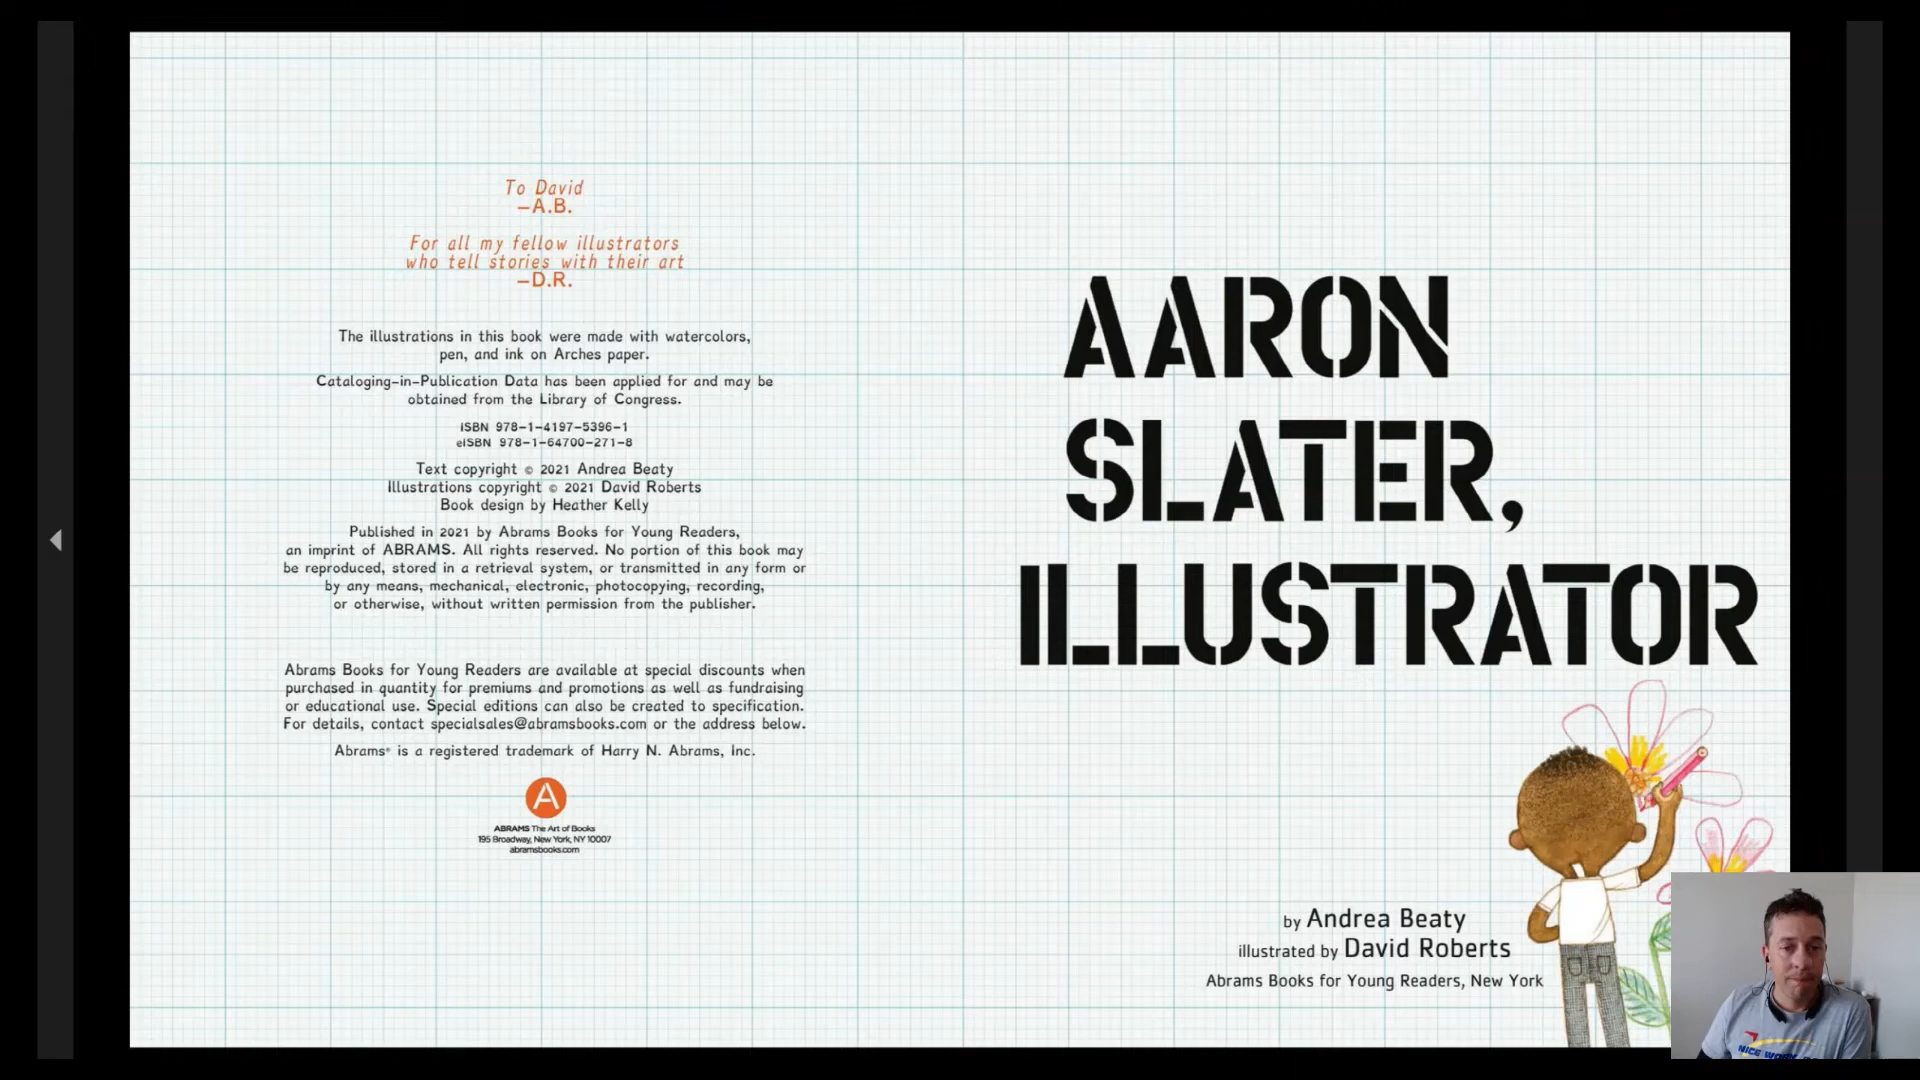 To David
—A.B.
For all my fellow illustrators
who tell stories with their art
—D.R.
The illustrations in this book were made with watercolors,
pen, and ink on Arches paper.
Cataloging-in-Publication Data has been applied for and may be
obtained from the Library of Congress.
ISBN 978-1-4197-5396-1
eISBN 978-1-64700-271-8
Text copyright © 2021 Andrea Beaty
Illustrations copyright © 2021 David Roberts
Book design by Heather Kelly
Published in 2021 by Abrams Books for Young Readers,
an imprint of ABRAMS. All rights reserved. No portion of this book may
be reproduced, stored in a retrieval system, or transmitted in any form or
by any means, mechanical, electronic, photocopying, recording,
or otherwise, without written permission from the publisher.
Abrams Books for Young Readers are available at special discounts when
purchased in quantity for premiums and promotions as well as fundraising
or educational use. Special editions can also be created to specification.
For details, contact specialsales@abramsbooks.com or the address below.
Abrams® is a registered trademark of Harry N. Abrams, Inc.
A
ABRAMS The Art of Books
195 Broadway, New York, NY 10007
abramsbooks.com
AARON
SLATER,
ILLUSTRATOR
by Andrea Beaty
illustrated by David Roberts
Abrams Books for Young Readers, New York
NICE